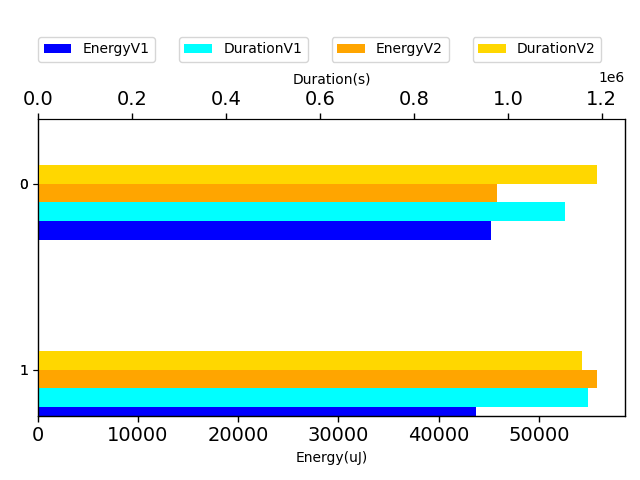 EnergyV1 DurationV1 EnergyV2 DurationV2
Duration(s)
1e6
0.0 0.2 0.4 0.6 0.8 1.0 1.2
0
1
0 10000 20000 30000 40000 50000
Energy(uJ)